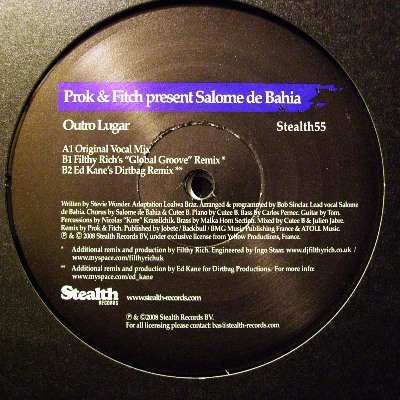 Prok & Fitch present Salome de Bahia
Outro Lugar
Stealth55
A1 Original Vocal Mix
B1 Filthy Rich's "Global Groove" Remix *
B2 Ed Kane's Dirtbag Remix **
Written by Stevie Wonder. Adaptation Loalwa Braz. Arranged & programmed by Bob Sinclar. Lead vocal Salome
de Bahia. Chorus by Salome de Bahia & Cutee B. Piano by Cutee B. Bass by Carlos Pernec. Guitar by Tom.
Percussions by Nicolas "Kore" Krassilchik. Brass by Malka Horn Section. Mixed by Cutee B & Julien Jabre.
Remix by Prok & Fitch. Published by Jobete / Backbull / BMG Music Publishing France & ATOLL Music.
℗ & © 2008 Stealth Records BV, under exclusive license from Yellow Productions, France.
* Additional remix and production by Filthy Rich. Engineered by Ingo Staar. www.djfilthyrich.co.uk /
www.myspace.com/filthyrichuk
** Additional remix and production by Ed Kane for Dirtbag Productions. For more info:
www.myspace.com/ed_kane
Stealth
RECORDS
www.stealth-records.com
℗ & ©2008 Stealth Records BV.
For all licensing please contact: bas@stealth-records.com